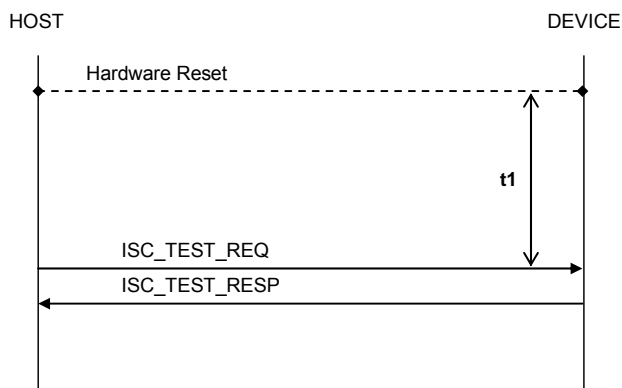 HOST
DEVICE
Hardware Reset
t1
ISC_TEST_REQ
ISC_TEST_RESP